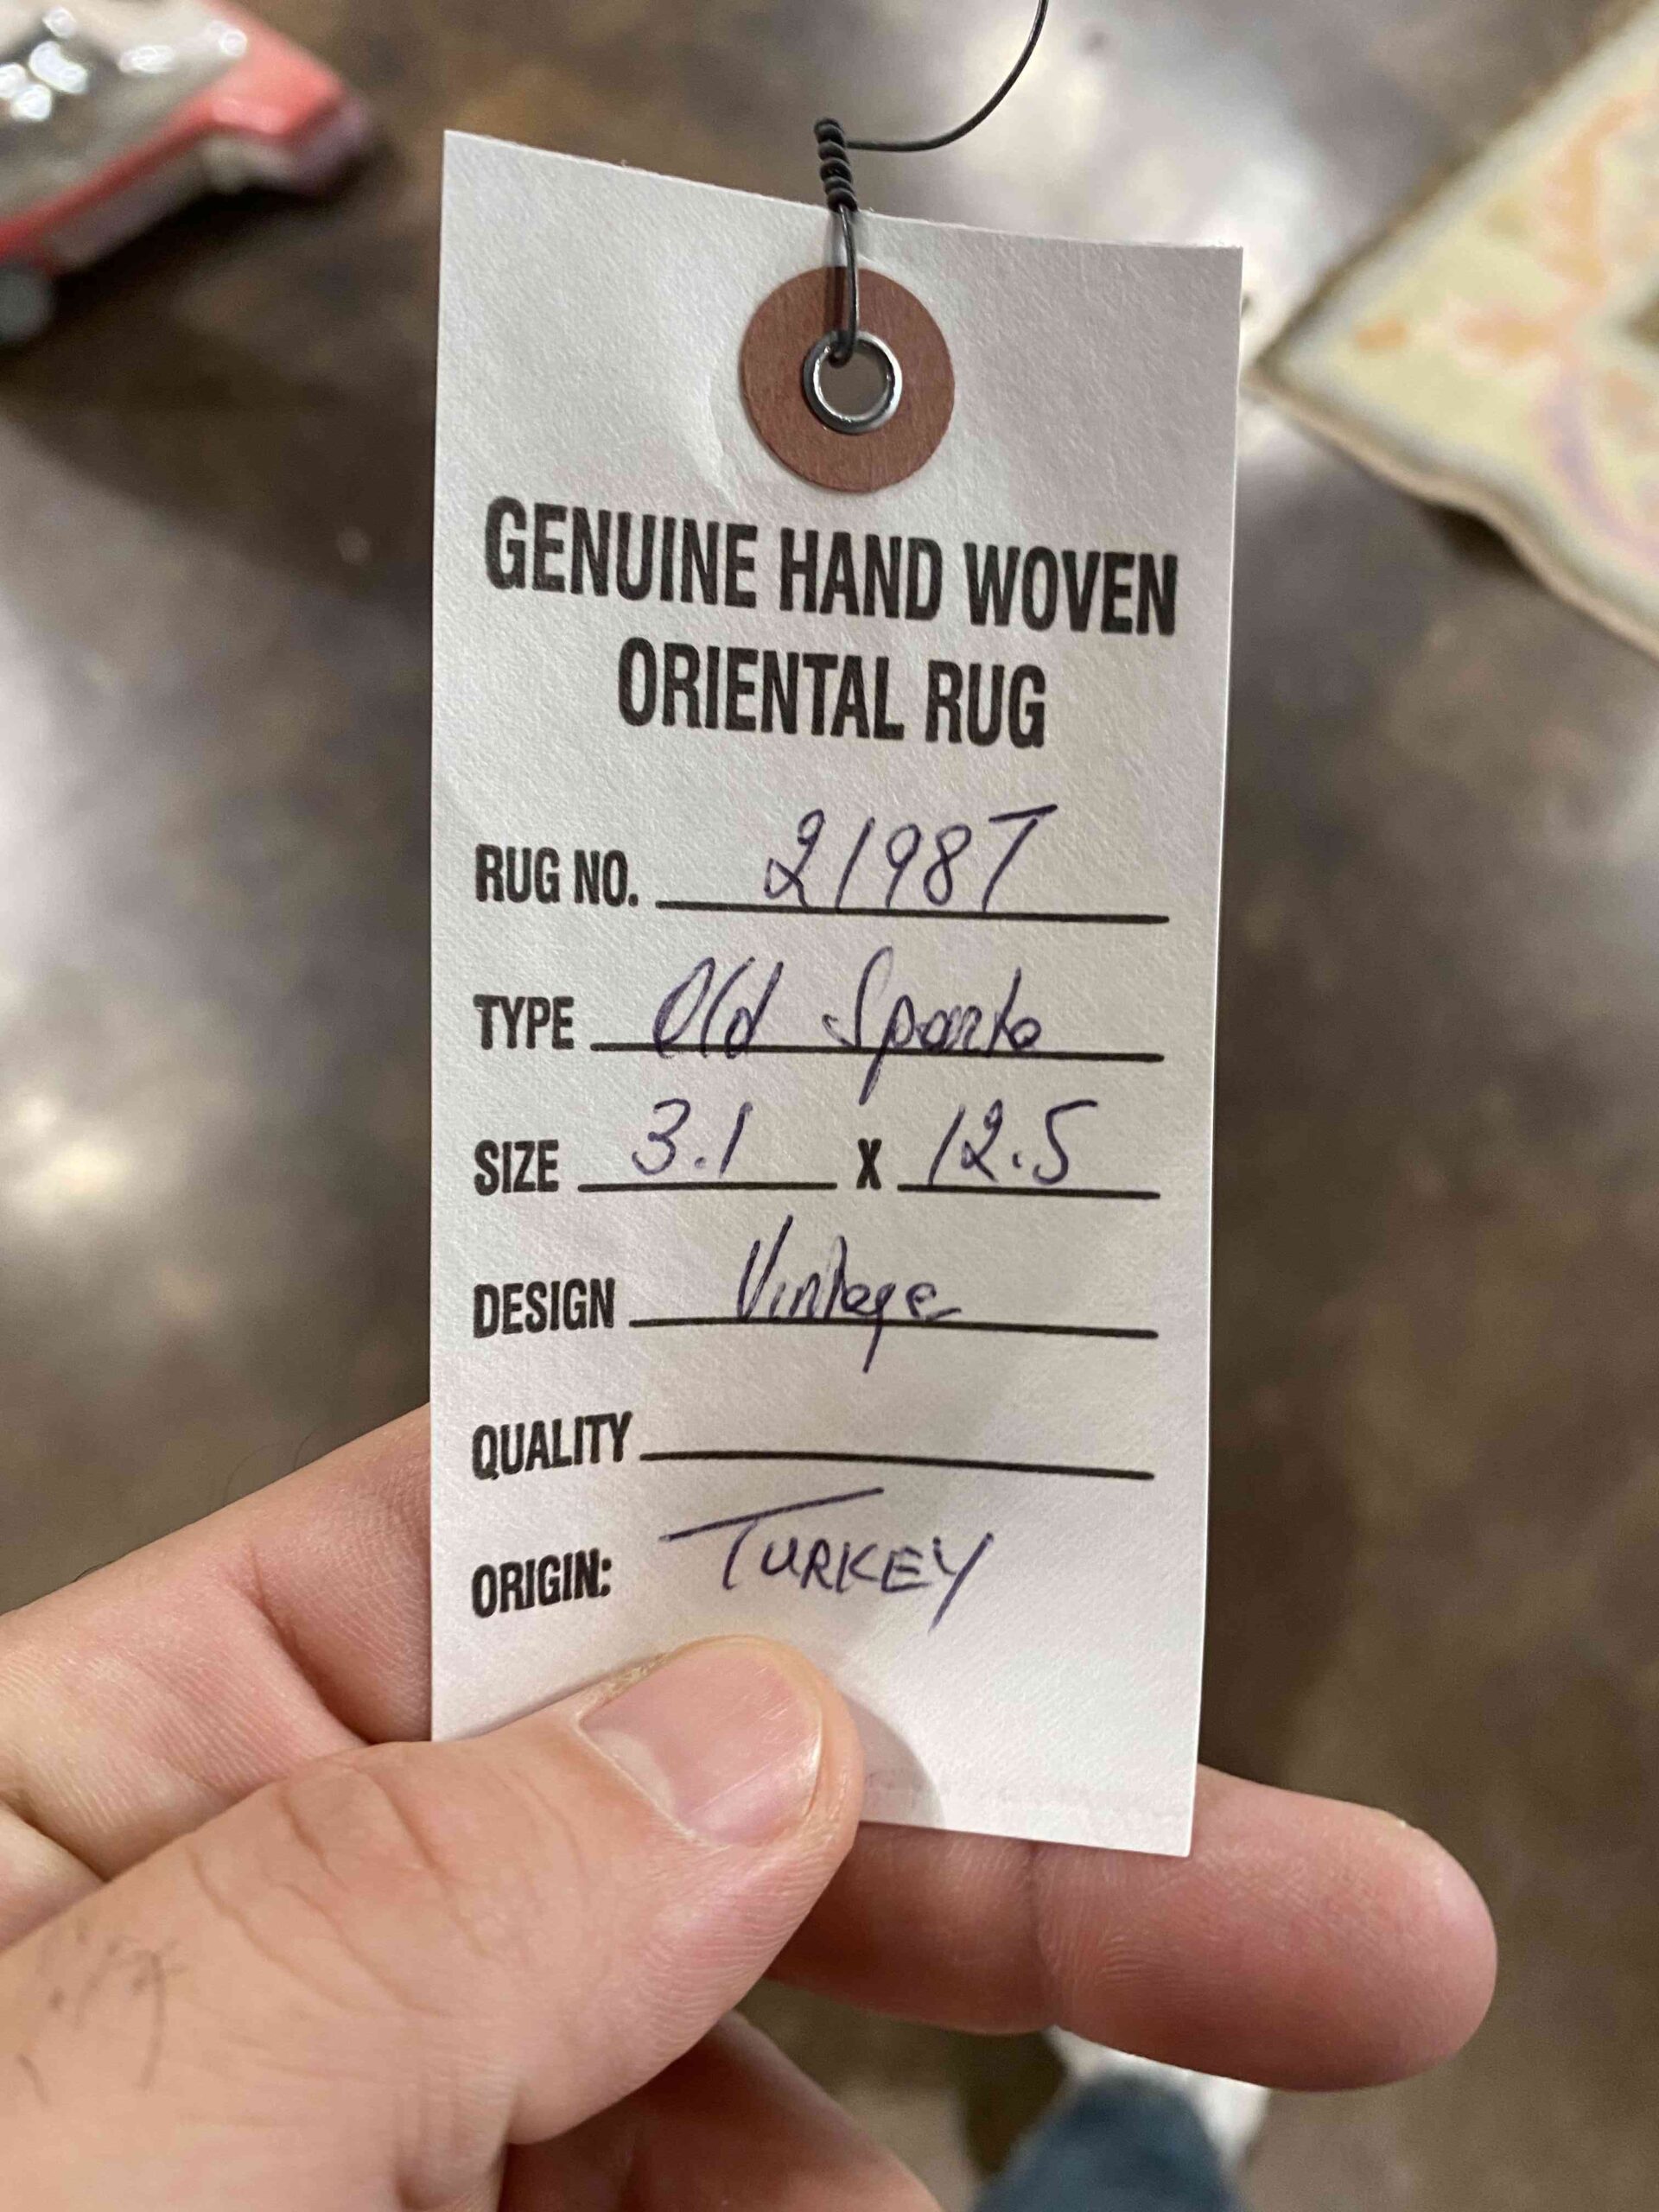 GENUINE HAND WOVEN
ORIENTAL RUG
RUG NO. 21987
TYPE Old Sparta
SIZE 3.1 X 12.5
DESIGN Vintage
QUALITY
ORIGIN: TURKEY